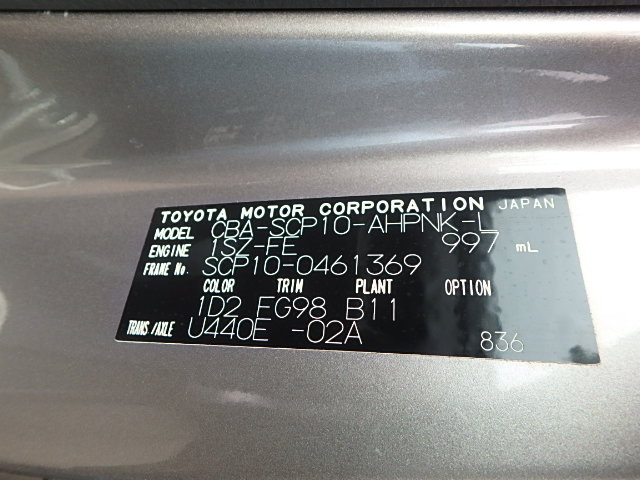 TOYOTA MOTOR CORPORATION JAPAN
MODEL CBA-SCP10-AHPNK-L
ENGINE 1SZ-FE 997 mL
FRAME No. SCP10-0461369
COLOR TRIM PLANT OPTION
1D2 FG98 B11
TRANS/AXLE U440E -02A 836